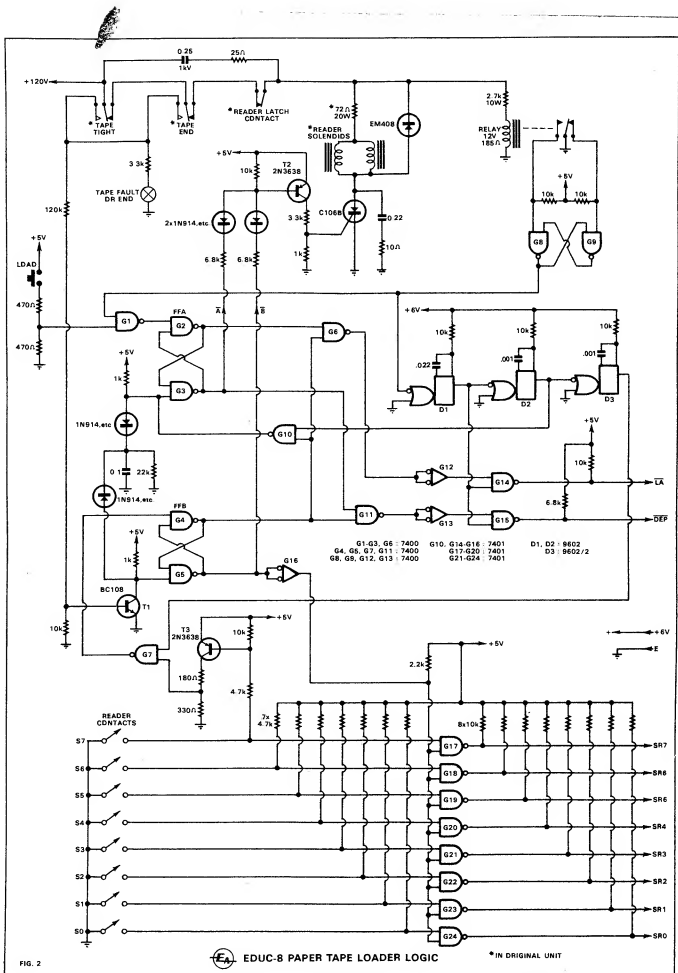 0.25
1kV
25Ω
+120V
* TAPE TIGHT
* TAPE END
* READER LATCH CONTACT
* 72Ω
20W
* READER SOLENOIDS
EM408
2.7k
10W
RELAY
12V
185Ω
+5V
10k
T2
2N3638
3.3k
TAPE FAULT
DR END
120k
2x1N914,etc.
3.3k
1k
C106B
0.22
10Ω
10k
+5V
10k
G8
G9
+5V
LDAD
470Ω
470Ω
6.8k
6.8k
A
B
G1
FFA
G2
G3
G6
+6V
10k
10k
10k
.022
.001
.001
D1
D2
D3
+5V
1k
1N914,etc
G10
0 1
22k
1N914,etc.
+5V
10k
G12
G14
LA
6.8k
G11
G13
G15
DEP
FFB
G4
G5
+5V
1k
BC108
T1
10k
G16
G1-G3, G6 : 7400
G4, G5, G7, G11 : 7400
G8, G9, G12, G13 : 7400
G10, G14-G16 : 7401
G17-G20 : 7401
G21-G24 : 7401
D1, D2 : 9602
D3 : 9602/2
G7
T3
2N3638
+5V
10k
180Ω
330Ω
4.7k
2.2k
+5V
+6V
E
READER
CDNTACTS
7x
4.7k
8x10k
S7
G17
SR7
S6
G18
SR6
S5
G19
SR5
S4
G20
SR4
S3
G21
SR3
S2
G22
SR2
S1
G23
SR1
S0
G24
SR0
FIG. 2
EA
EDUC-8 PAPER TAPE LOADER LOGIC
* IN DRIGINAL UNIT